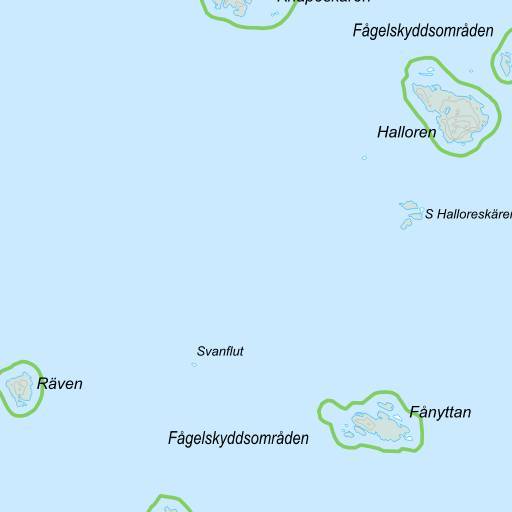 Fågelskyddsområden
Halloren
S Halloreskären
Svanflut
Räven
Fånyttan
Fågelskyddsområden